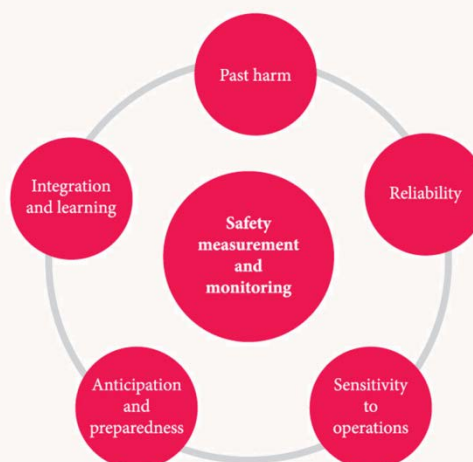 Past harm
Integration
and learning
Reliability
Safety
measurement
and
monitoring
Anticipation
and
preparedness
Sensitivity
to
operations